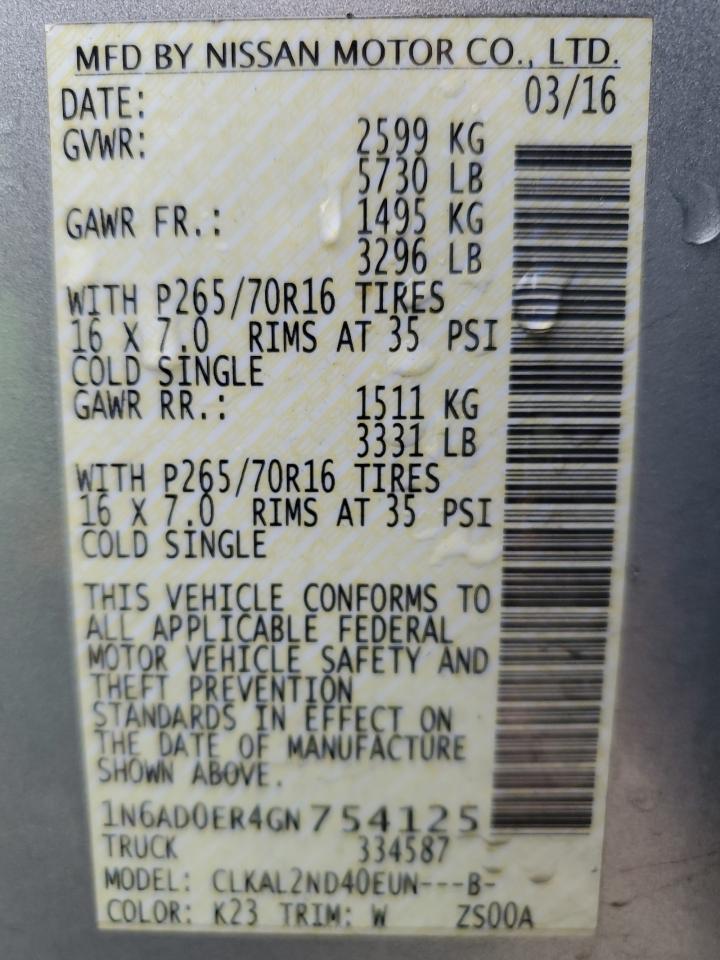 MFD BY NISSAN MOTOR CO., LTD.
DATE: 03/16
GVWR: 2599 KG
5730 LB
GAWR FR.: 1495 KG
3296 LB
WITH P265/70R16 TIRES
16 X 7.0 RIMS AT 35 PSI
COLD SINGLE
GAWR RR.: 1511 KG
3331 LB
WITH P265/70R16 TIRES
16 X 7.0 RIMS AT 35 PSI
COLD SINGLE
THIS VEHICLE CONFORMS TO
ALL APPLICABLE FEDERAL
MOTOR VEHICLE SAFETY AND
THEFT PREVENTION
STANDARDS IN EFFECT ON
THE DATE OF MANUFACTURE
SHOWN ABOVE.
1N6AD0ER4GN754125
TRUCK 334587
MODEL: CLKAL2ND40EUN---B-
COLOR: K23 TRIM: W ZS00A